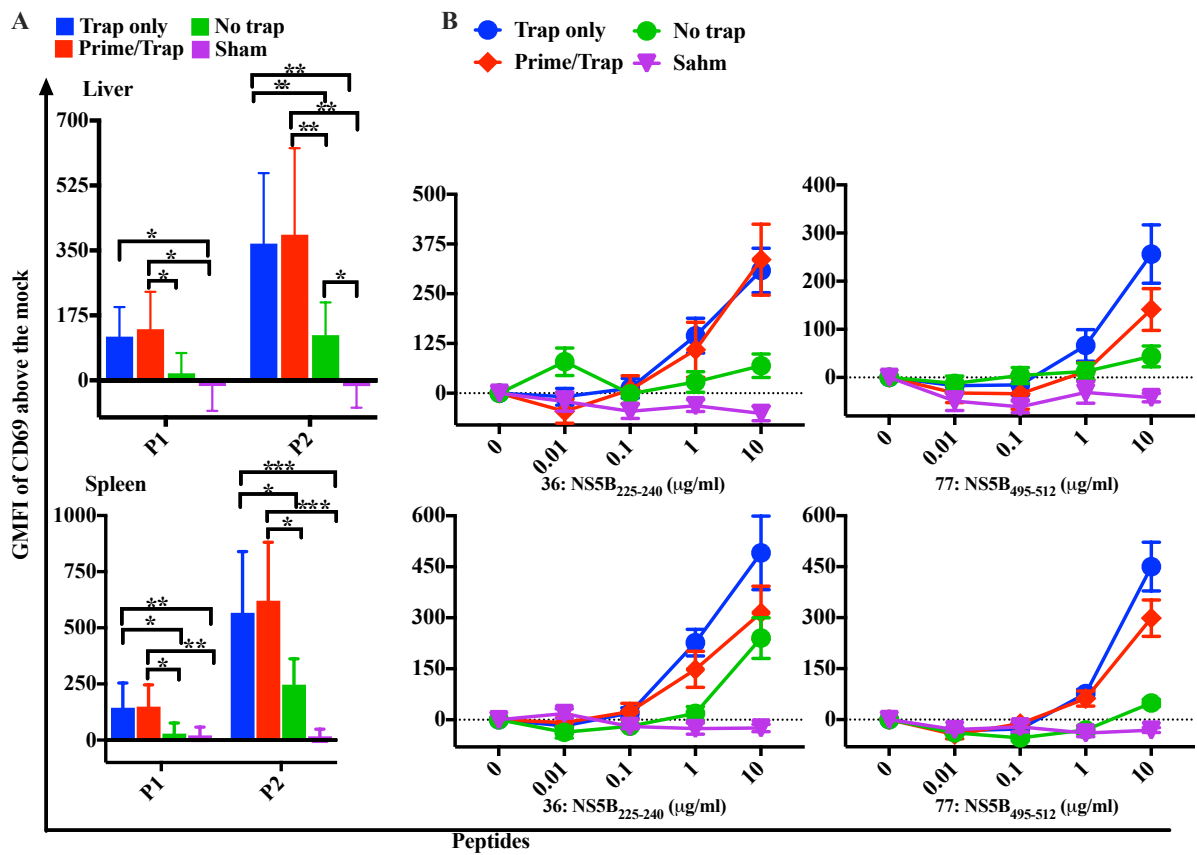 A
Trap only No trap
Prime/Trap Sham
B
Trap only No trap
Prime/Trap Sahm
GMFI of CD69 above the mock
Liver
700
525
350
175
0
** ** ** ** * * * *
P1 P2
Spleen
1000
750
500
250
0
*** * *** * ** * ** *
P1 P2
500
375
250
125
0
0 0.01 0.1 1 10
36: NS5B225-240 (µg/ml)
400
300
200
100
0
0 0.01 0.1 1 10
77: NS5B495-512 (µg/ml)
600
450
300
150
0
0 0.01 0.1 1 10
36: NS5B225-240 (µg/ml)
600
450
300
150
0
0 0.01 0.1 1 10
77: NS5B495-512 (µg/ml)
Peptides